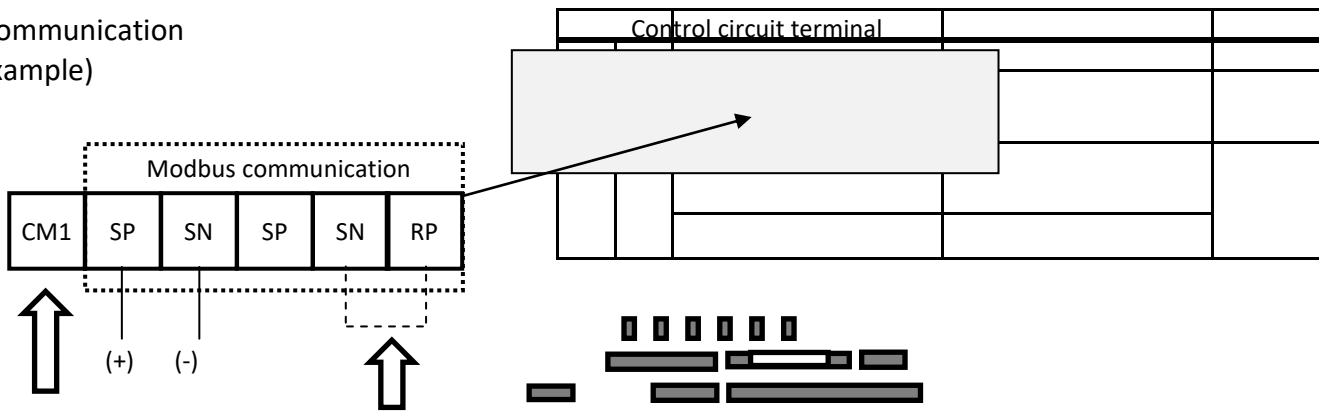 ommunication
xample)
Control circuit terminal
Modbus communication
CM1 SP SN SP SN RP
(+) (-)